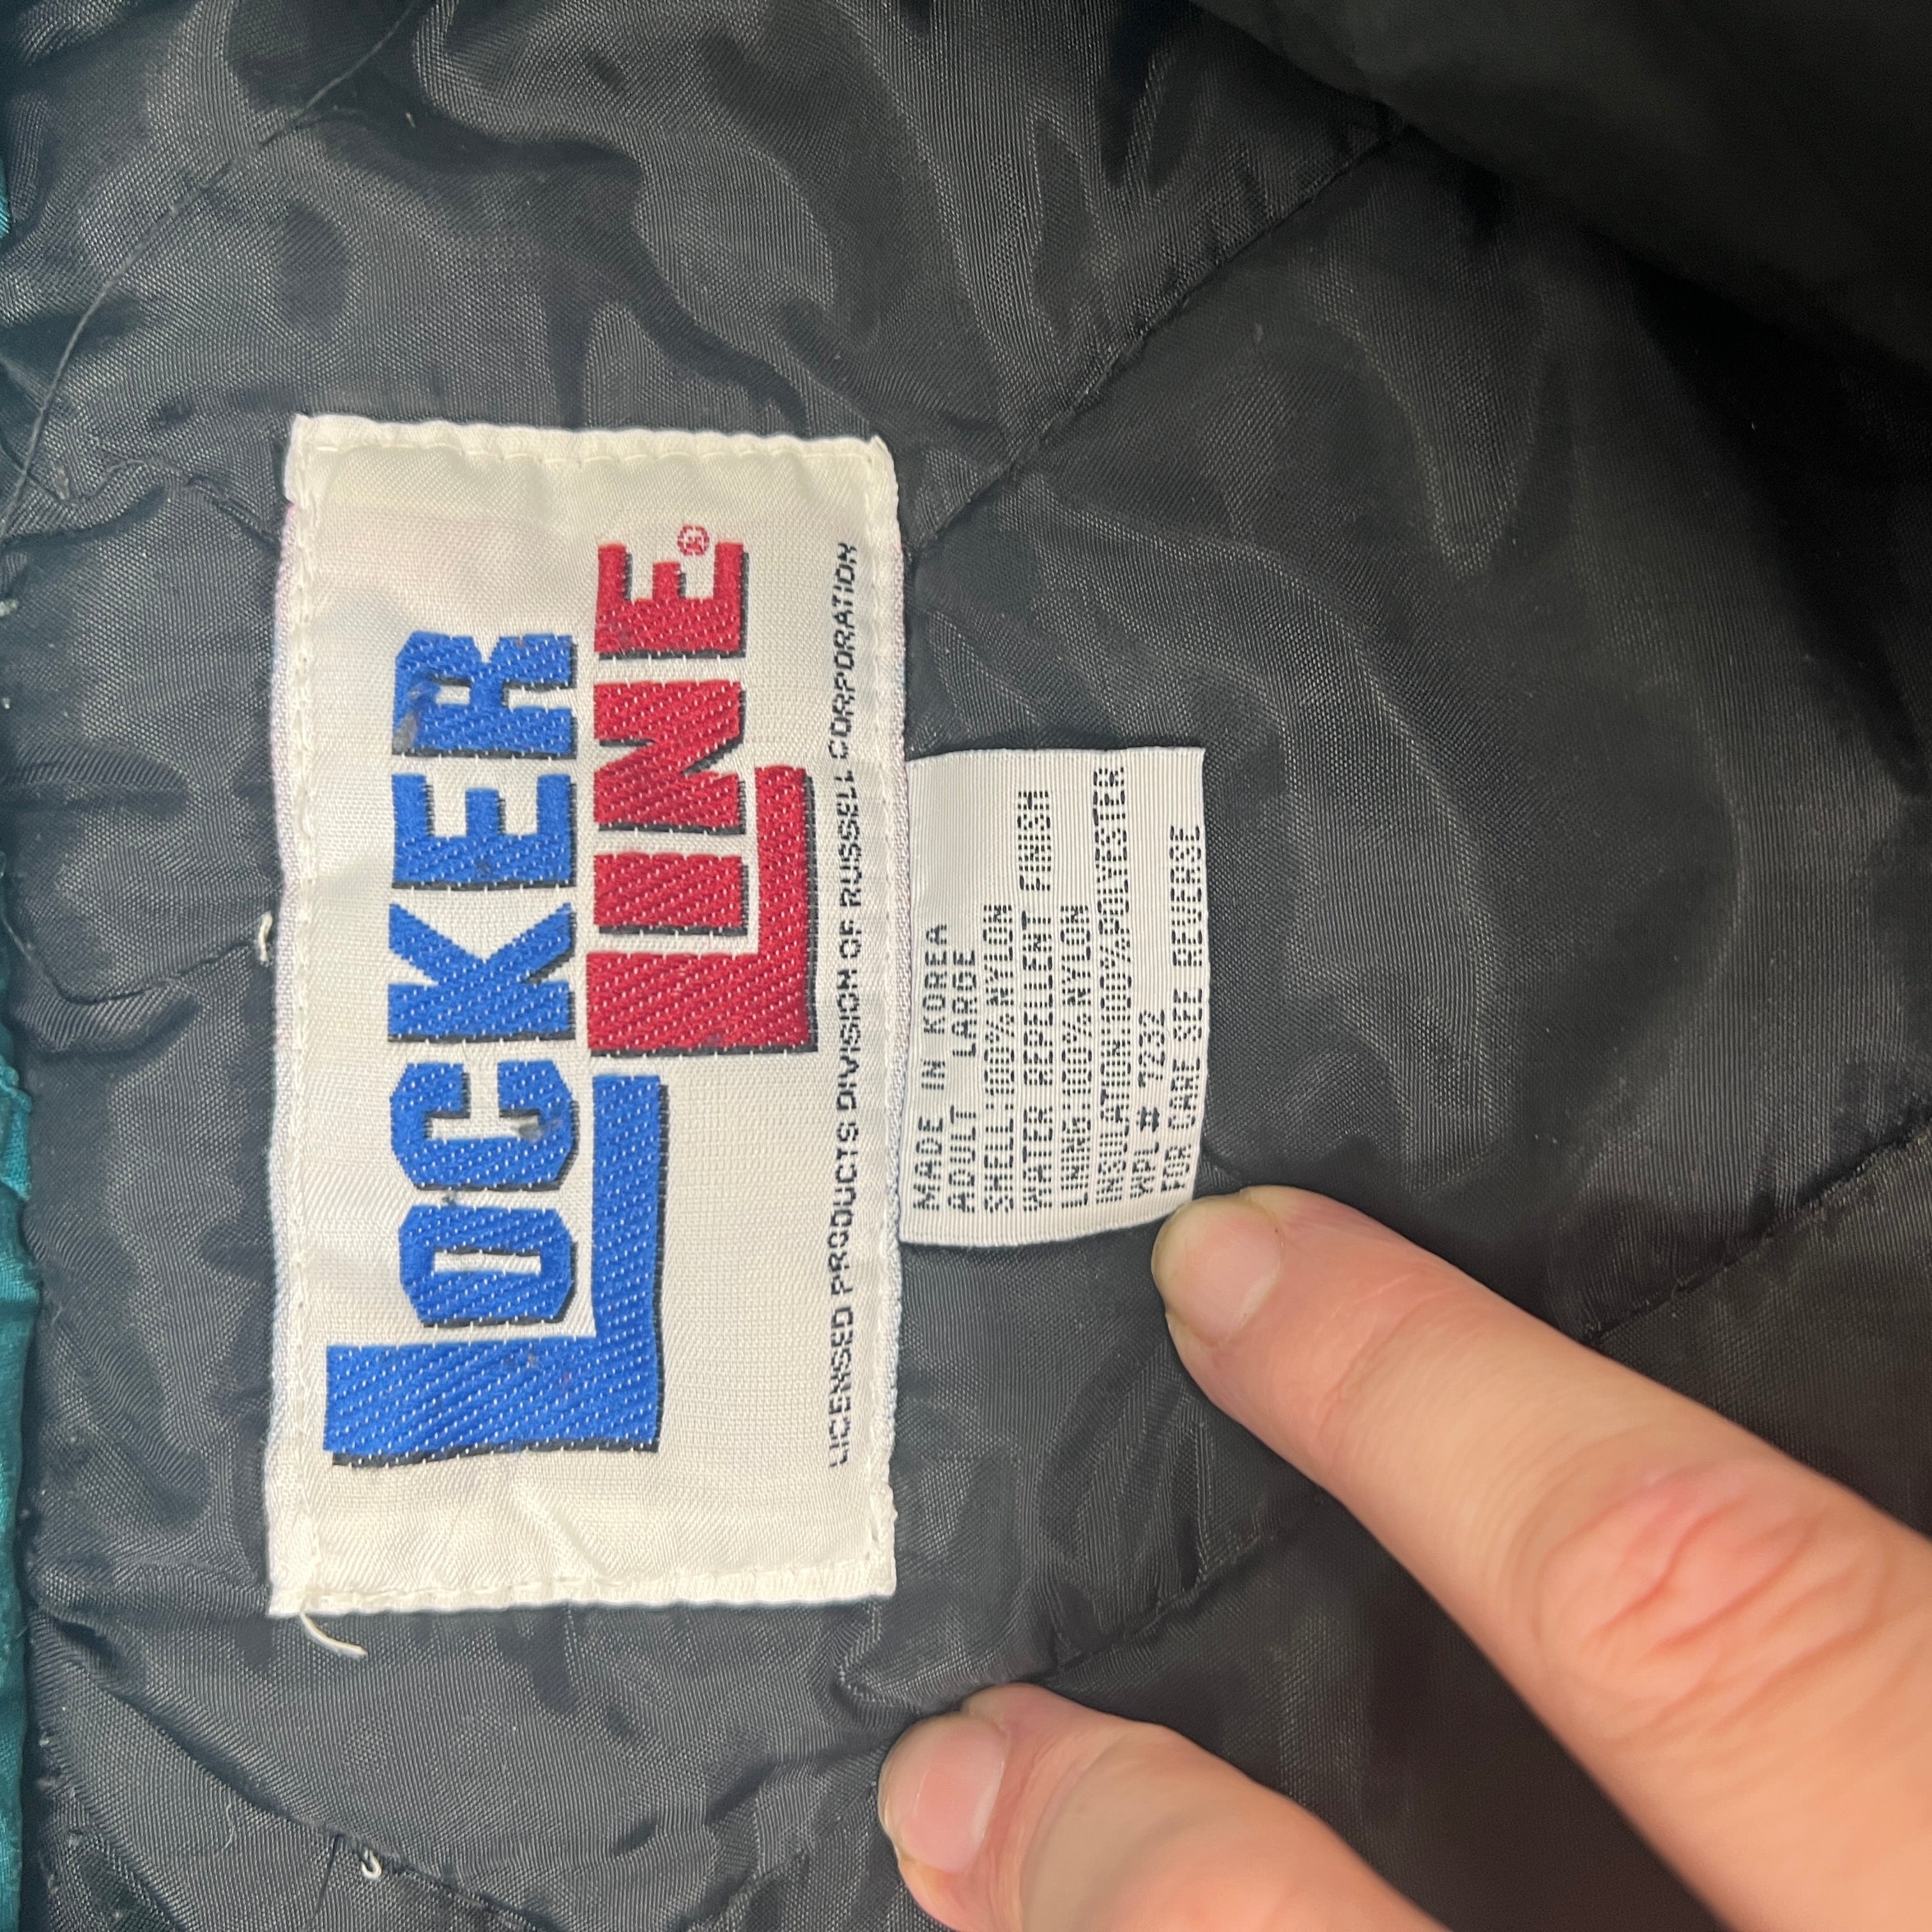 LOCKER
LINE®
LICENSED PRODUCTS DIVISION OF RUSSELL CORPORATION
MADE IN KOREA
ADULT LARGE
SHELL:100% NYLON
WATER REPELLENT FINISH
LINING:100% NYLON
INSULATION:100%POLYESTER
WPL # 7232
FOR CARE SEE REVERSE